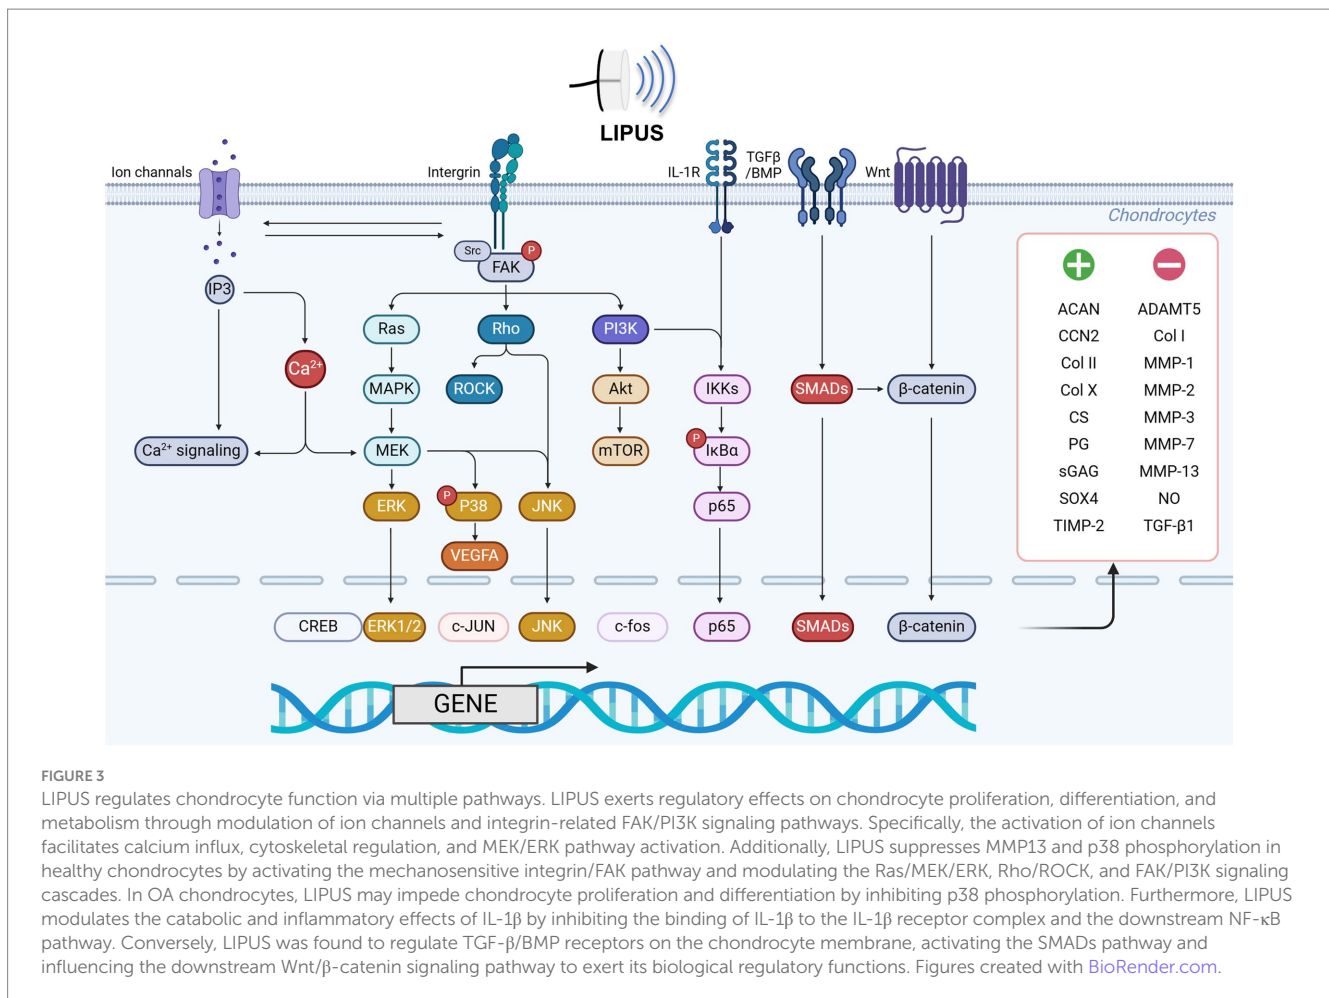 LIPUS
Ion channels
Intergrin
IL-1R
TGFβ
/BMP
Wnt
Chondrocytes
Src
P
FAK
IP3
Ras
Rho
PI3K
Ca2+
MAPK
ROCK
Akt
IKKs
SMADs
β-catenin
Ca2+ signaling
MEK
mTOR
P
IκBα
ERK
P
P38
JNK
p65
VEGFA
CREB
ERK1/2
c-JUN
JNK
c-fos
p65
SMADs
β-catenin
GENE
ACAN ADAMT5
CCN2 Col I
Col II MMP-1
Col X MMP-2
CS MMP-3
PG MMP-7
sGAG MMP-13
SOX4 NO
TIMP-2 TGF-β1
FIGURE 3
LIPUS regulates chondrocyte function via multiple pathways. LIPUS exerts regulatory effects on chondrocyte proliferation, differentiation, and
metabolism through modulation of ion channels and integrin-related FAK/PI3K signaling pathways. Specifically, the activation of ion channels
facilitates calcium influx, cytoskeletal regulation, and MEK/ERK pathway activation. Additionally, LIPUS suppresses MMP13 and p38 phosphorylation in
healthy chondrocytes by activating the mechanosensitive integrin/FAK pathway and modulating the Ras/MEK/ERK, Rho/ROCK, and FAK/PI3K signaling
cascades. In OA chondrocytes, LIPUS may impede chondrocyte proliferation and differentiation by inhibiting p38 phosphorylation. Furthermore, LIPUS
modulates the catabolic and inflammatory effects of IL-1β by inhibiting the binding of IL-1β to the IL-1β receptor complex and the downstream NF-κB
pathway. Conversely, LIPUS was found to regulate TGF-β/BMP receptors on the chondrocyte membrane, activating the SMADs pathway and
influencing the downstream Wnt/β-catenin signaling pathway to exert its biological regulatory functions. Figures created with BioRender.com.